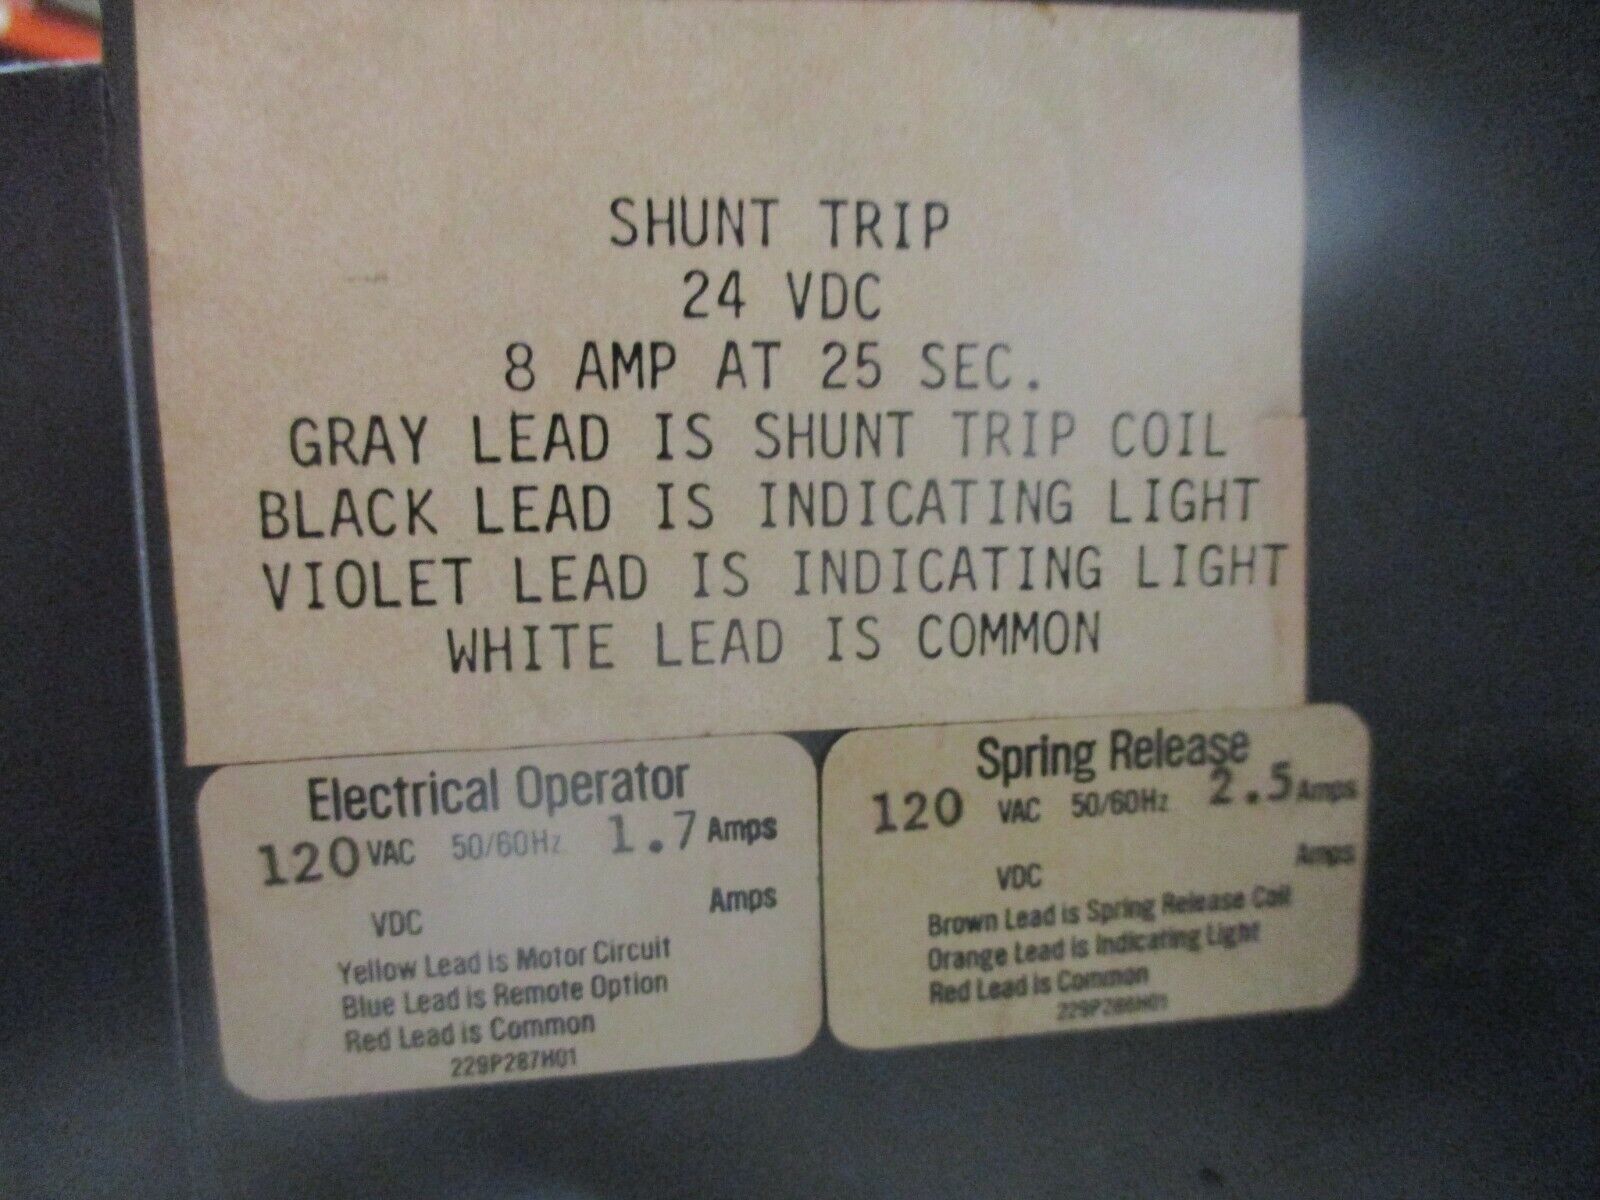 SHUNT TRIP
24 VDC
8 AMP AT 25 SEC.
GRAY LEAD IS SHUNT TRIP COIL
BLACK LEAD IS INDICATING LIGHT
VIOLET LEAD IS INDICATING LIGHT
WHITE LEAD IS COMMON
Electrical Operator
120 VAC 50/60Hz 1.7 Amps
VDC Amps
Yellow Lead is Motor Circuit
Blue Lead is Remote Option
Red Lead is Common
229P287H01
Spring Release
120 VAC 50/60Hz 2.5 Amps
VDC Amps
Brown Lead is Spring Release Coil
Orange Lead is Indicating Light
Red Lead is Common
229P286H01